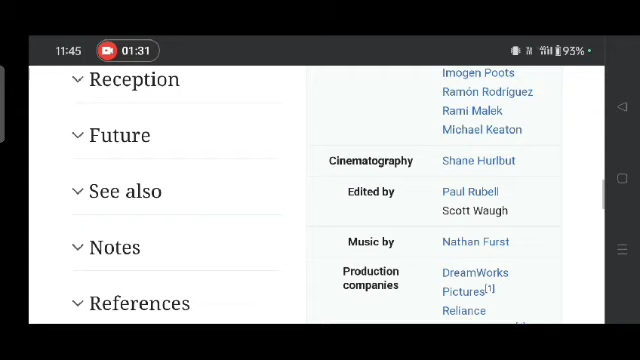 11:45
01:31
93%
Reception
Future
See also
Notes
References
Imogen Poots
Ramón Rodríguez
Rami Malek
Michael Keaton
Cinematography
Shane Hurlbut
Edited by
Paul Rubell
Scott Waugh
Music by
Nathan Furst
Production
companies
DreamWorks
Pictures[1]
Reliance